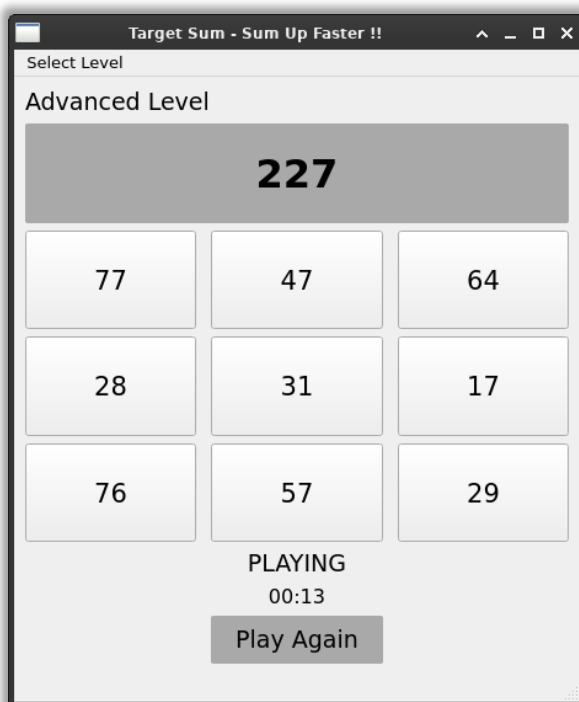 Target Sum - Sum Up Faster !!
Select Level
Advanced Level
227
77 47 64
28 31 17
76 57 29
PLAYING
00:13
Play Again